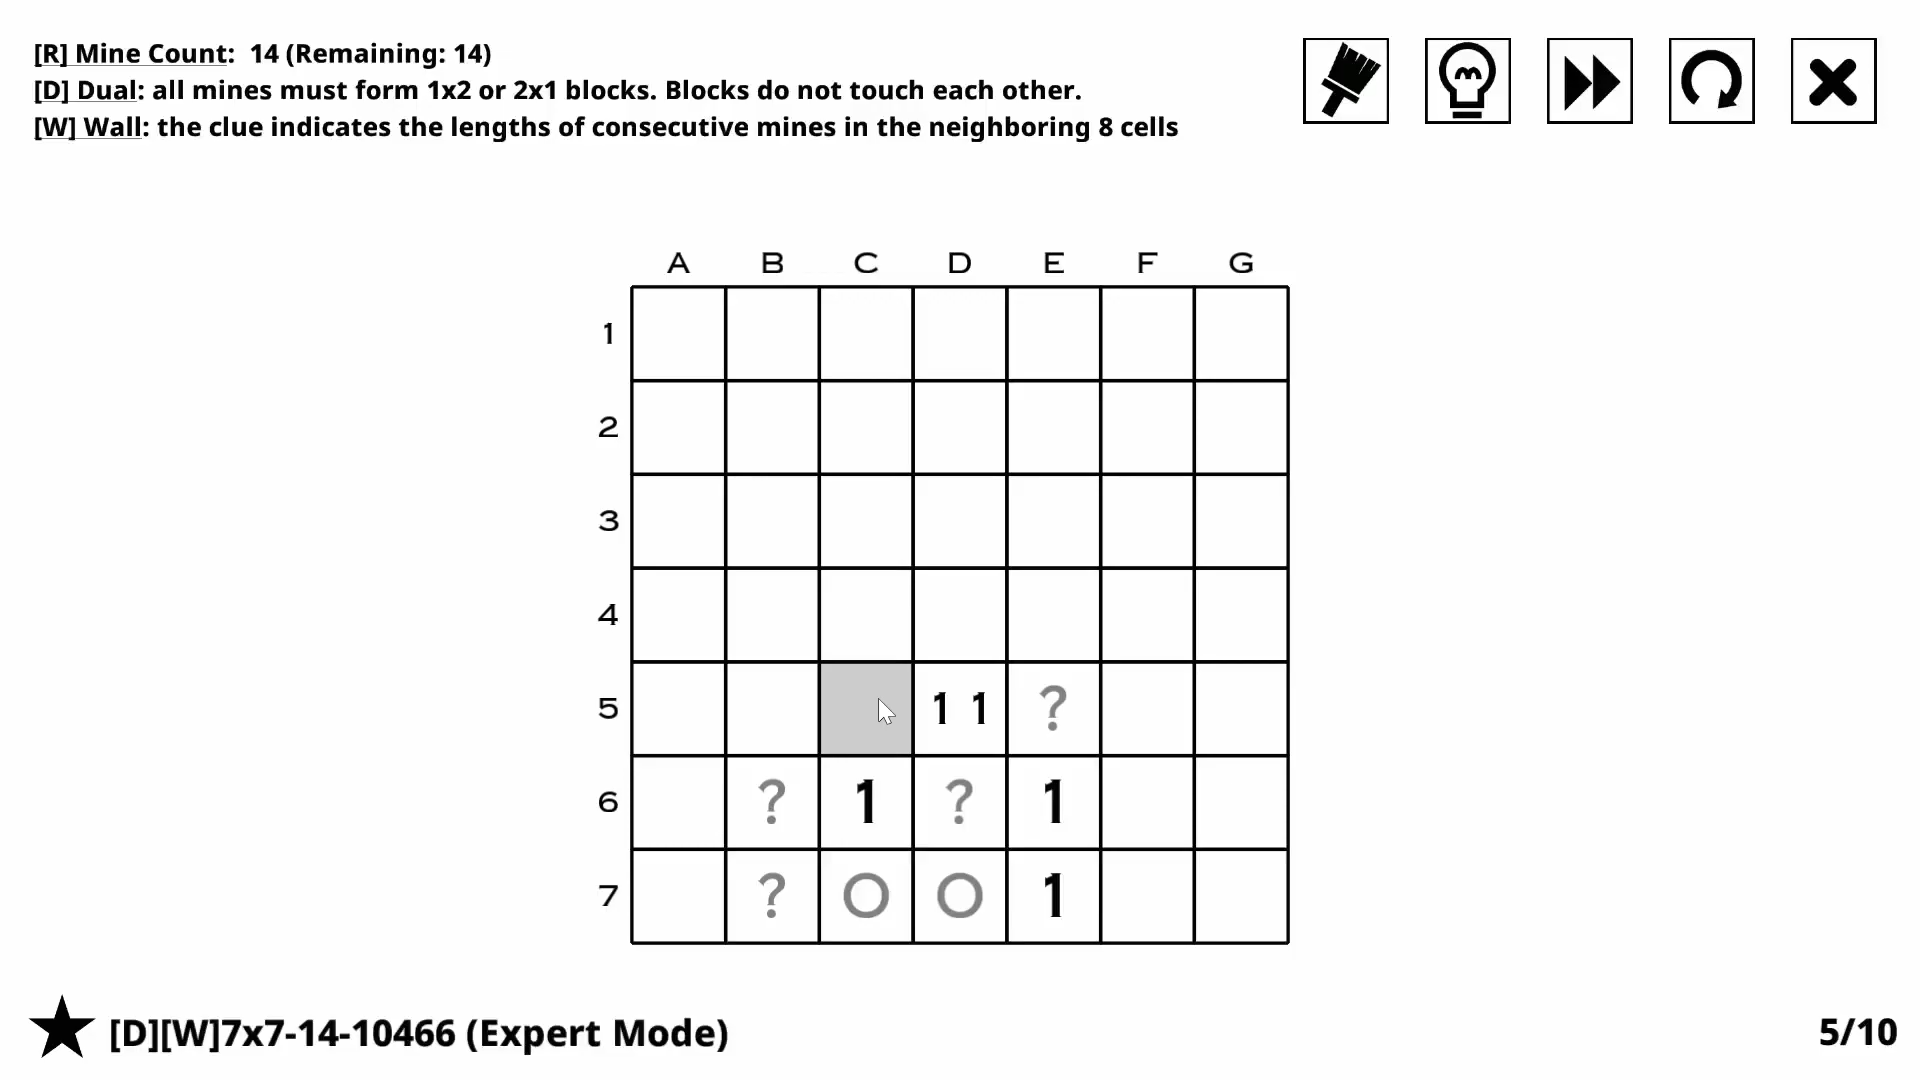 [R] Mine Count: 14 (Remaining: 14)
[D] Dual: all mines must form 1x2 or 2x1 blocks. Blocks do not touch each other.
[W] Wall: the clue indicates the lengths of consecutive mines in the neighboring 8 cells
A B C D E F G
1
2
3
4
5 1 1 ?
6 ? 1 ? 1
7 ? 1
[D][W]7x7-14-10466 (Expert Mode)
5/10